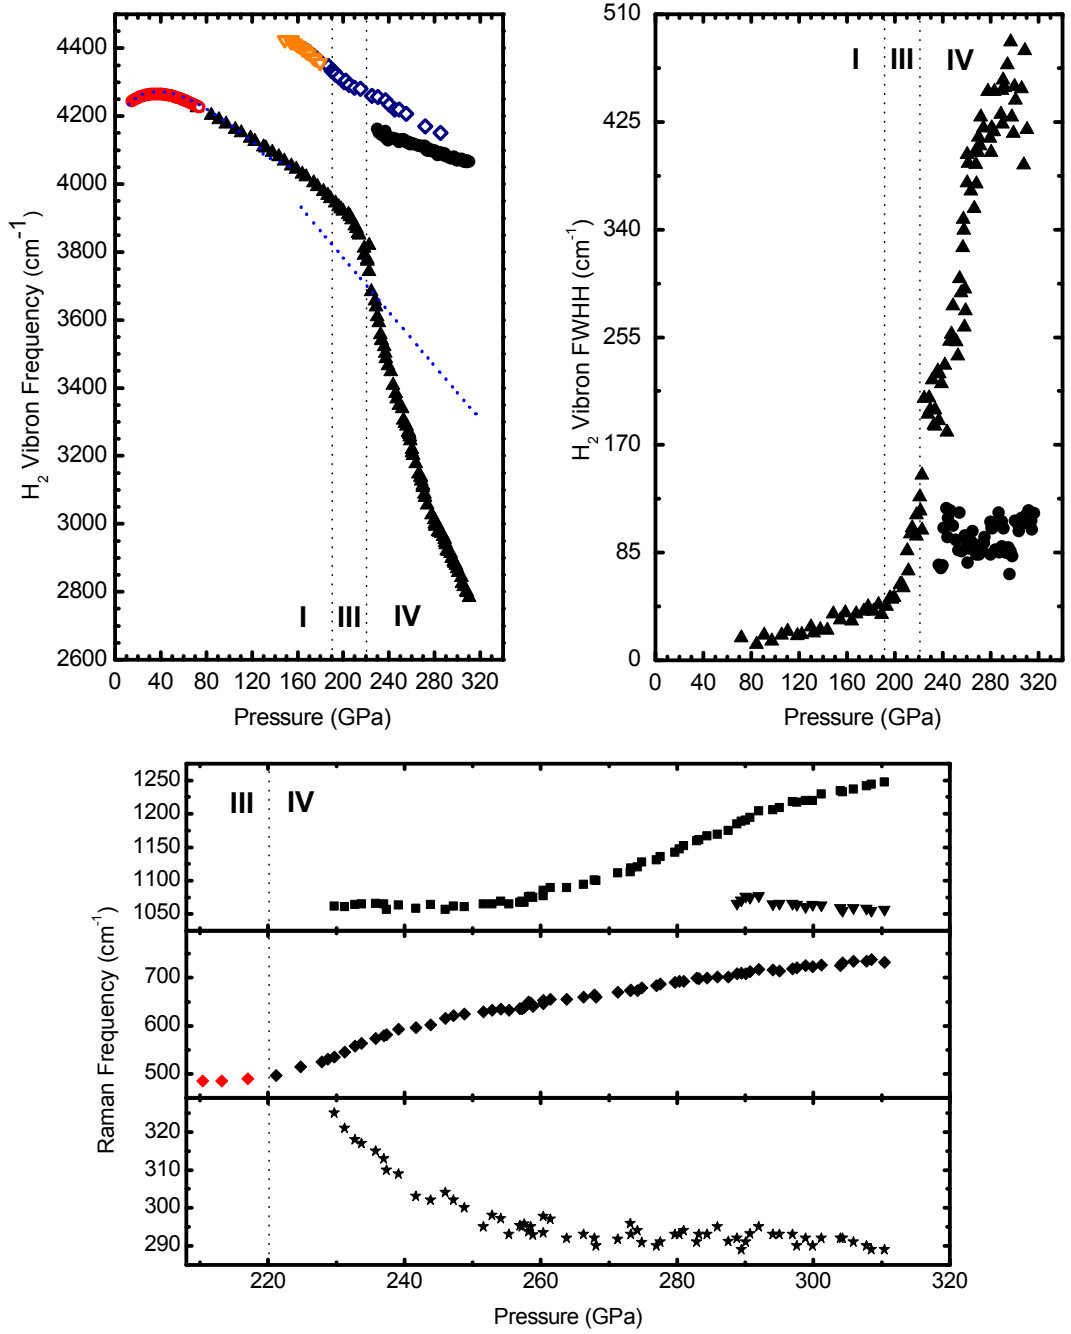 H2 Vibron Frequency (cm-1)
4400
4200
4000
3800
3600
3400
3200
3000
2800
2600
I III IV
0 40 80 120 160 200 240 280 320
Pressure (GPa)
H2 Vibron FWHH (cm-1)
510
425
340
255
170
85
0
I III IV
0 40 80 120 160 200 240 280 320
Pressure (GPa)
Raman Frequency (cm-1)
1250
1200
1150
1100
1050
III IV
700
600
500
320
310
300
290
220 240 260 280 300 320
Pressure (GPa)